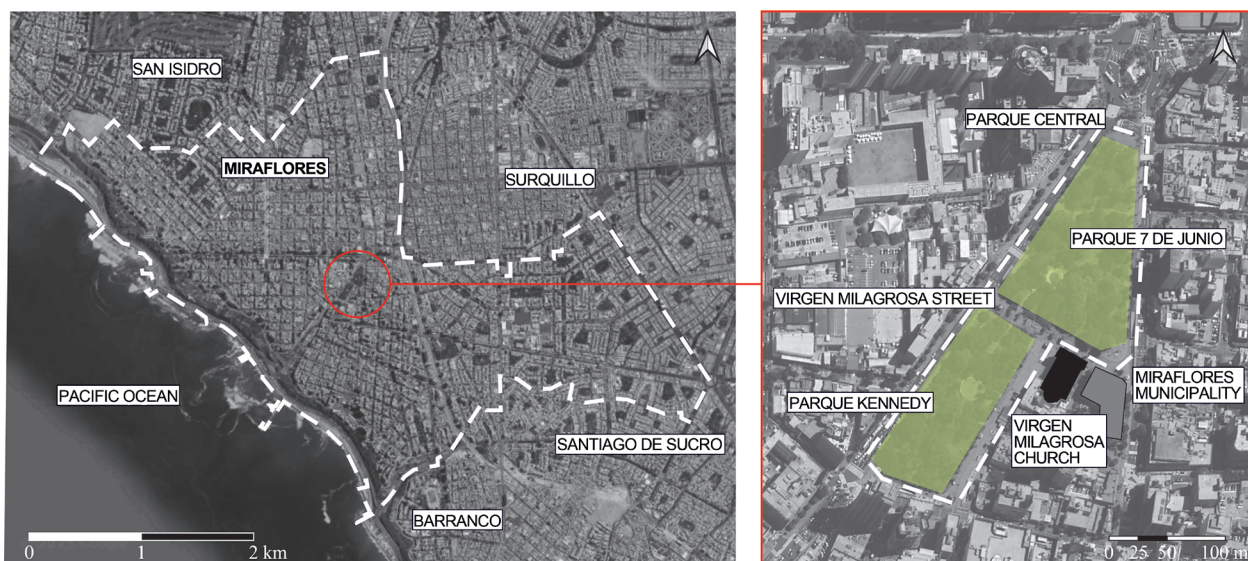 SAN ISIDRO
MIRAFLORES
SURQUILLO
PACIFIC OCEAN
SANTIAGO DE SUCRO
BARRANCO
0 1 2 km
PARQUE CENTRAL
PARQUE 7 DE JUNIO
VIRGEN MILAGROSA STREET
PARQUE KENNEDY
MIRAFLORES
MUNICIPALITY
VIRGEN
MILAGROSA
CHURCH
0 25 50 100 m